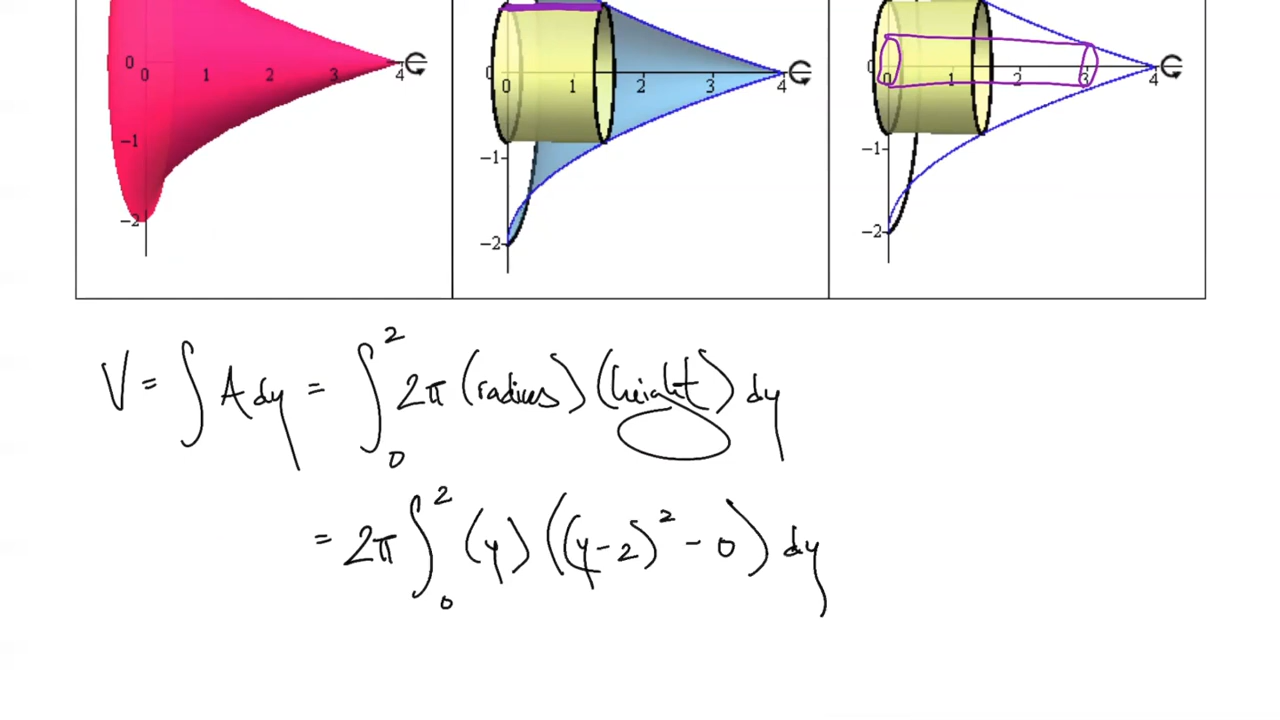 0 0 1 2 3 4 -1 -2
0 0 1 2 3 4 -1 -2
0 0 1 2 3 4 -1 -2
V = ∫ A dy = ∫₀² 2π (radius) (height) dy
= 2π ∫₀² (y) ((y-2)² - 0) dy